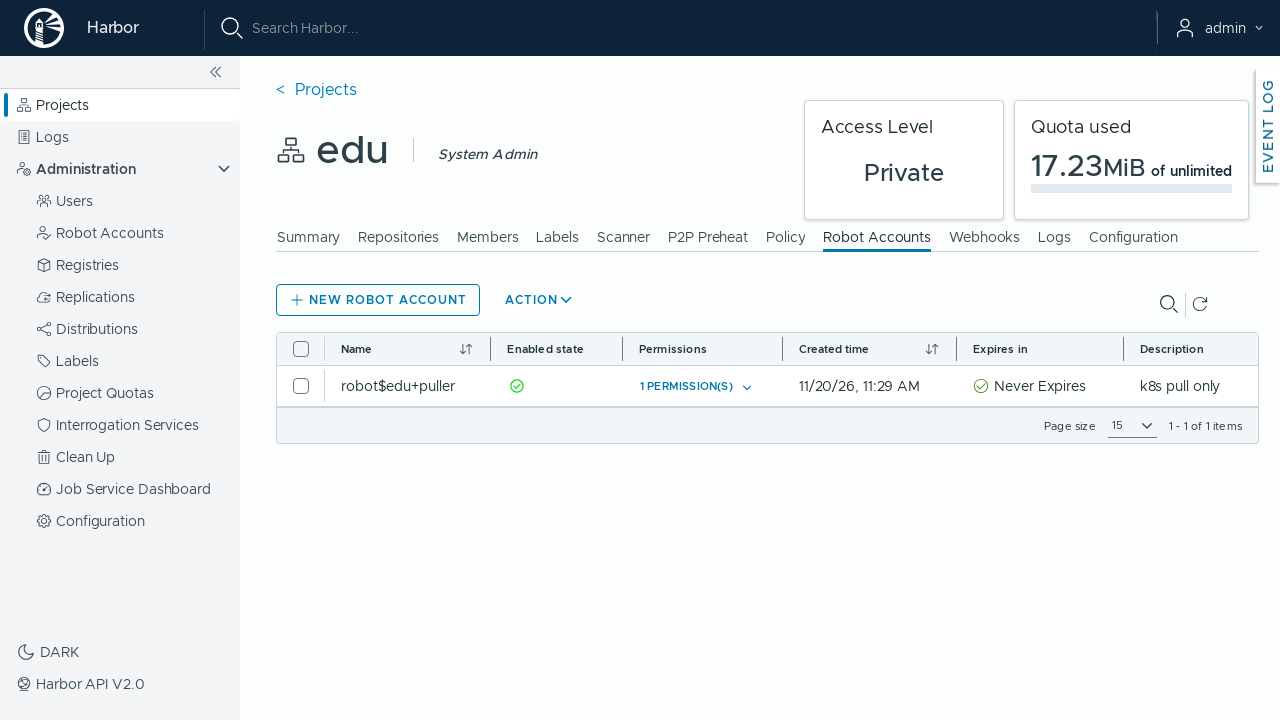 Harbor
Search Harbor...
admin
Projects
Logs
Administration
Users
Robot Accounts
Registries
Replications
Distributions
Labels
Project Quotas
Interrogation Services
Clean Up
Job Service Dashboard
Configuration
DARK
Harbor API V2.0
< Projects
edu
System Admin
Access Level
Private
Quota used
17.23MiB of unlimited
EVENT LOG
Summary Repositories Members Labels Scanner P2P Preheat Policy Robot Accounts Webhooks Logs Configuration
NEW ROBOT ACCOUNT ACTION
Name Enabled state Permissions Created time Expires in Description
robot$edu+puller 1 PERMISSION(S) 11/20/26, 11:29 AM Never Expires k8s pull only
Page size 15 1 - 1 of 1 items